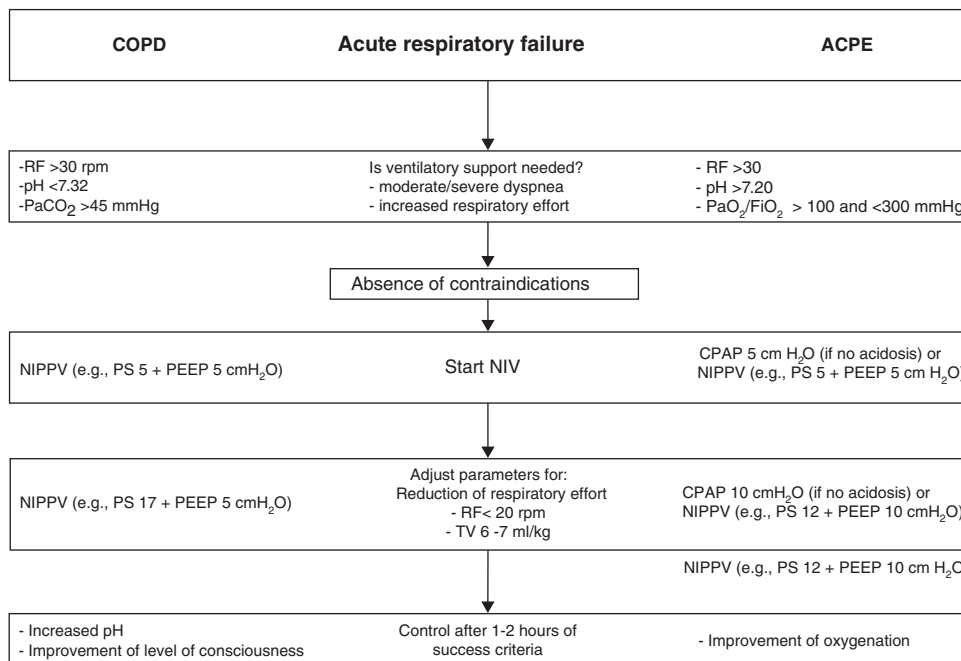 COPD Acute respiratory failure ACPE
-RF >30 rpm
-pH <7.32
-PaCO₂ >45 mmHg
Is ventilatory support needed?
- moderate/severe dyspnea
- increased respiratory effort
- RF >30
- pH >7.20
- PaO₂/FiO₂ > 100 and <300 mmHg
Absence of contraindications
NIPPV (e.g., PS 5 + PEEP 5 cmH₂O)
Start NIV
CPAP 5 cm H₂O (if no acidosis) or
NIPPV (e.g., PS 5 + PEEP 5 cm H₂O)
NIPPV (e.g., PS 17 + PEEP 5 cmH₂O)
Adjust parameters for:
Reduction of respiratory effort
- RF< 20 rpm
- TV 6 -7 ml/kg
CPAP 10 cmH₂O (if no acidosis) or
NIPPV (e.g., PS 12 + PEEP 10 cmH₂O)
NIPPV (e.g., PS 12 + PEEP 10 cm H₂O
- Increased pH
- Improvement of level of consciousness
Control after 1-2 hours of
success criteria
- Improvement of oxygenation